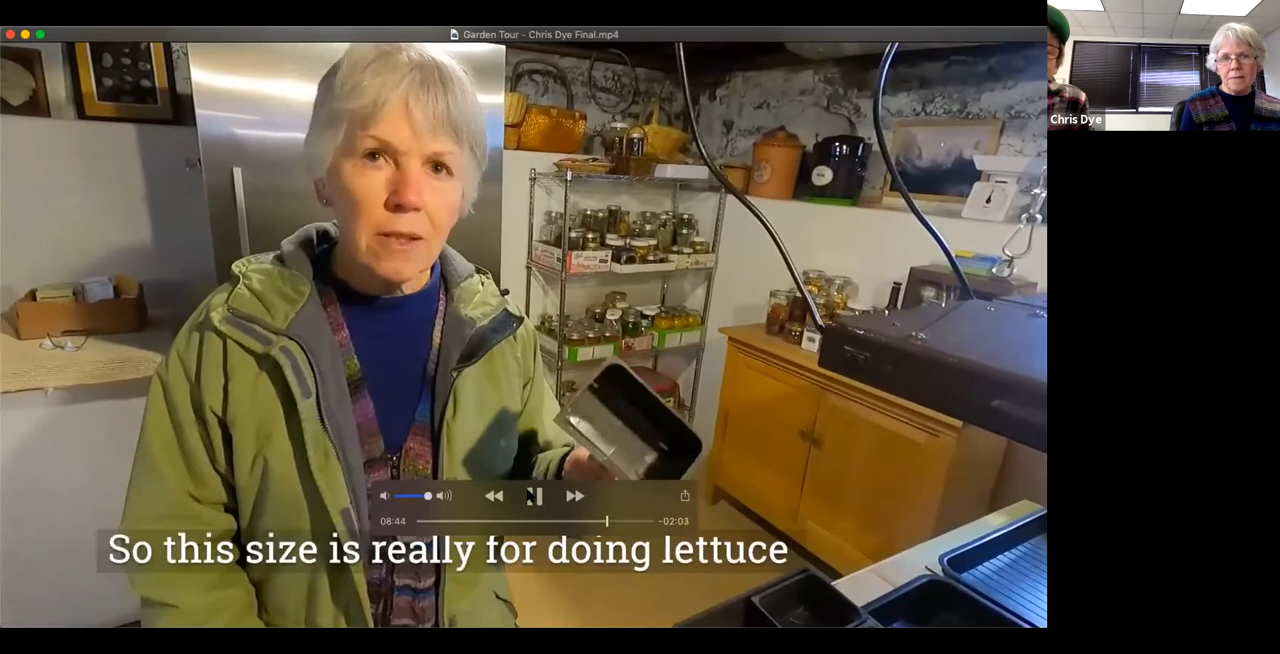 Garden Tour - Chris Dye Final.mp4
Chris Dye
08:44
-02:03
So this size is really for doing lettuce